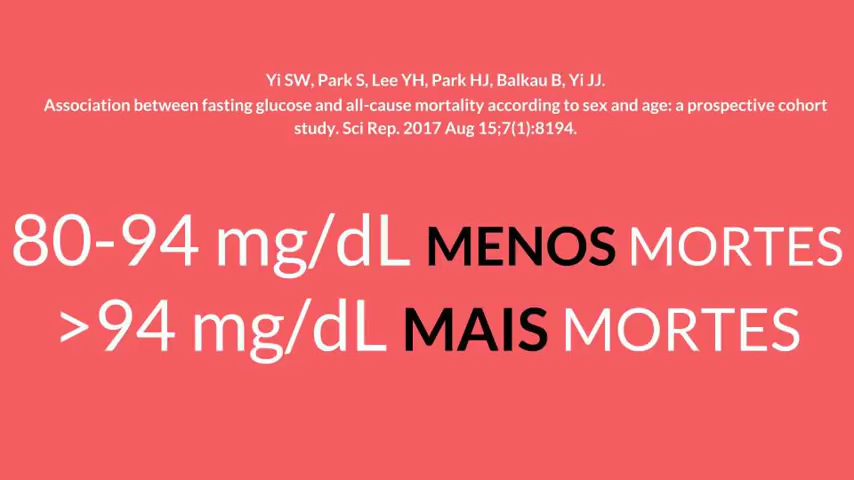 Yi SW, Park S, Lee YH, Park HJ, Balkau B, Yi JJ.
Association between fasting glucose and all-cause mortality according to sex and age: a prospective cohort
study. Sci Rep. 2017 Aug 15;7(1):8194.
80-94 mg/dL MENOS MORTES
>94 mg/dL MAIS MORTES